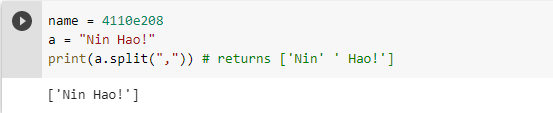 name = 4110e208
a = "Nin Hao!"
print(a.split(",")) # returns ['Nin' ' Hao!']
['Nin Hao!']